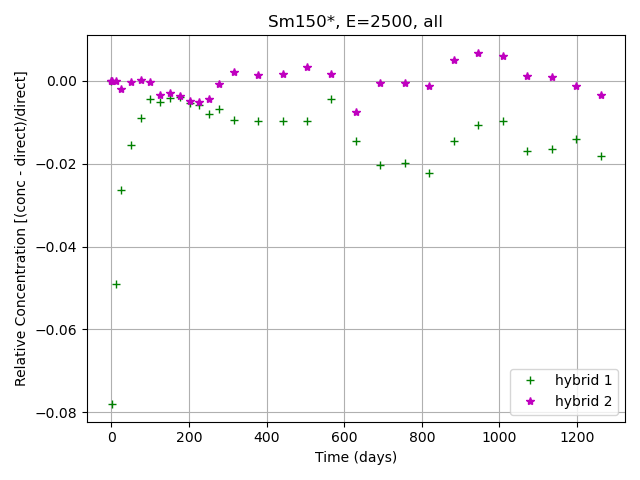 Sm150*, E=2500, all
Relative Concentration [(conc - direct)/direct]
0.00
−0.02
−0.04
−0.06
−0.08
0
200
400
600
800
1000
1200
Time (days)
hybrid 1
hybrid 2